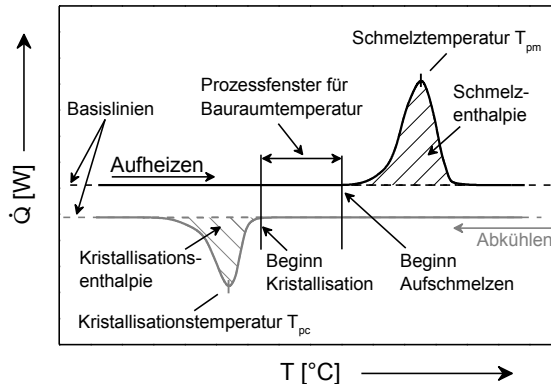 Schmelztemperatur T_pm
Prozessfenster für
Bauraumtemperatur
Schmelz-
enthalpie
Basislinien
Aufheizen
Q̇ [W]
Abkühlen
Kristallisations-
enthalpie
Beginn
Kristallisation
Beginn
Aufschmelzen
Kristallisationstemperatur T_pc
T [°C]